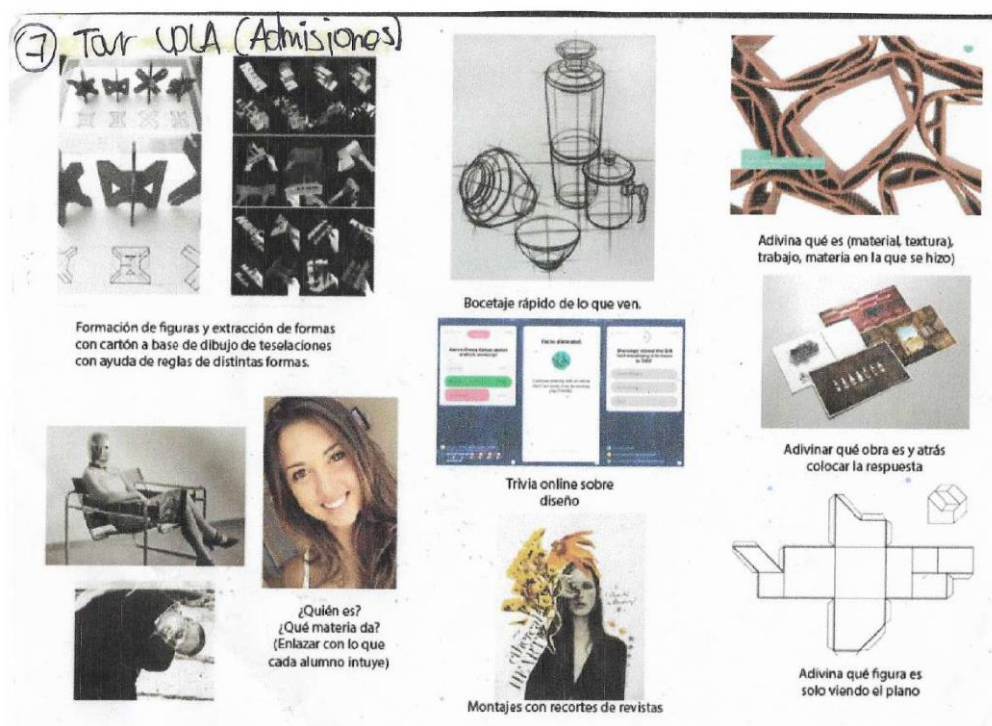 7 Tour UDLA (Admisiones)
Formación de figuras y extracción de formas
con cartón a base de dibujo de teselaciones
con ayuda de reglas de distintas formas.
¿Quién es?
¿Qué materia da?
(Enlazar con lo que
cada alumno intuye)
Bocetaje rápido de lo que ven.
Trivia online sobre
diseño
Montajes con recortes de revistas
Adivina qué es (material, textura),
trabajo, materia en la que se hizo)
Adivinar qué obra es y atrás
colocar la respuesta
Adivina qué figura es
solo viendo el plano